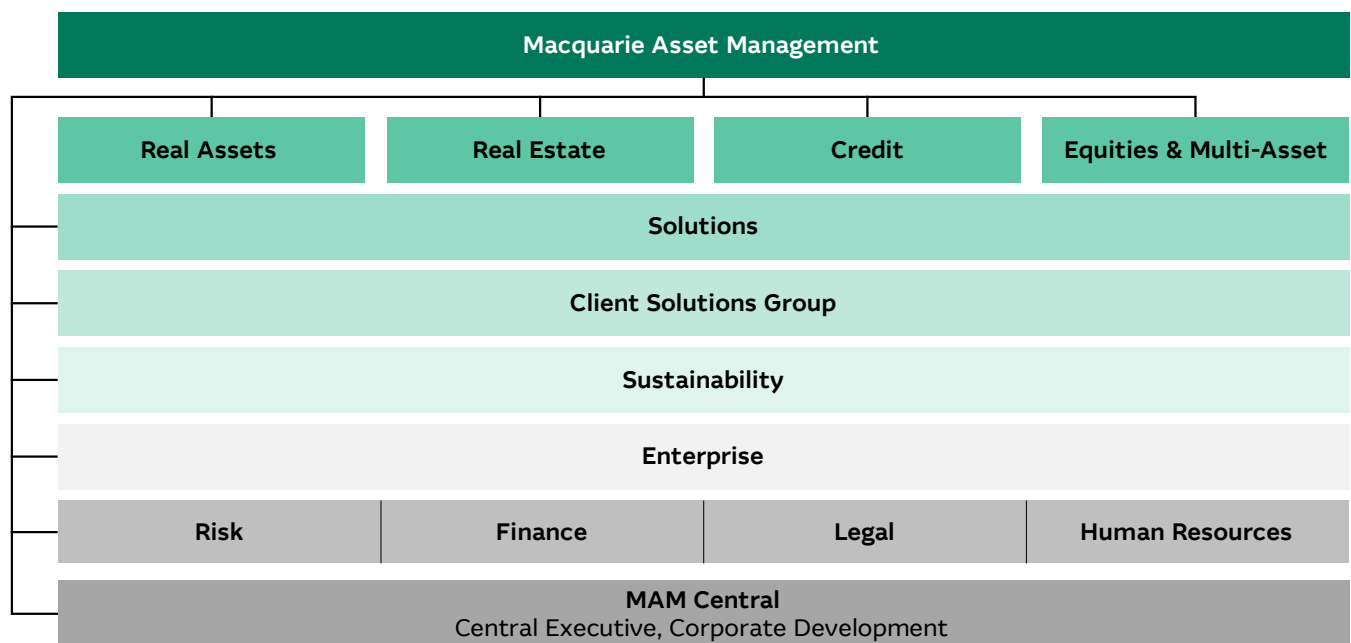 Macquarie Asset Management
Real Assets
Real Estate
Credit
Equities & Multi-Asset
Solutions
Client Solutions Group
Sustainability
Enterprise
Risk
Finance
Legal
Human Resources
MAM Central
Central Executive, Corporate Development